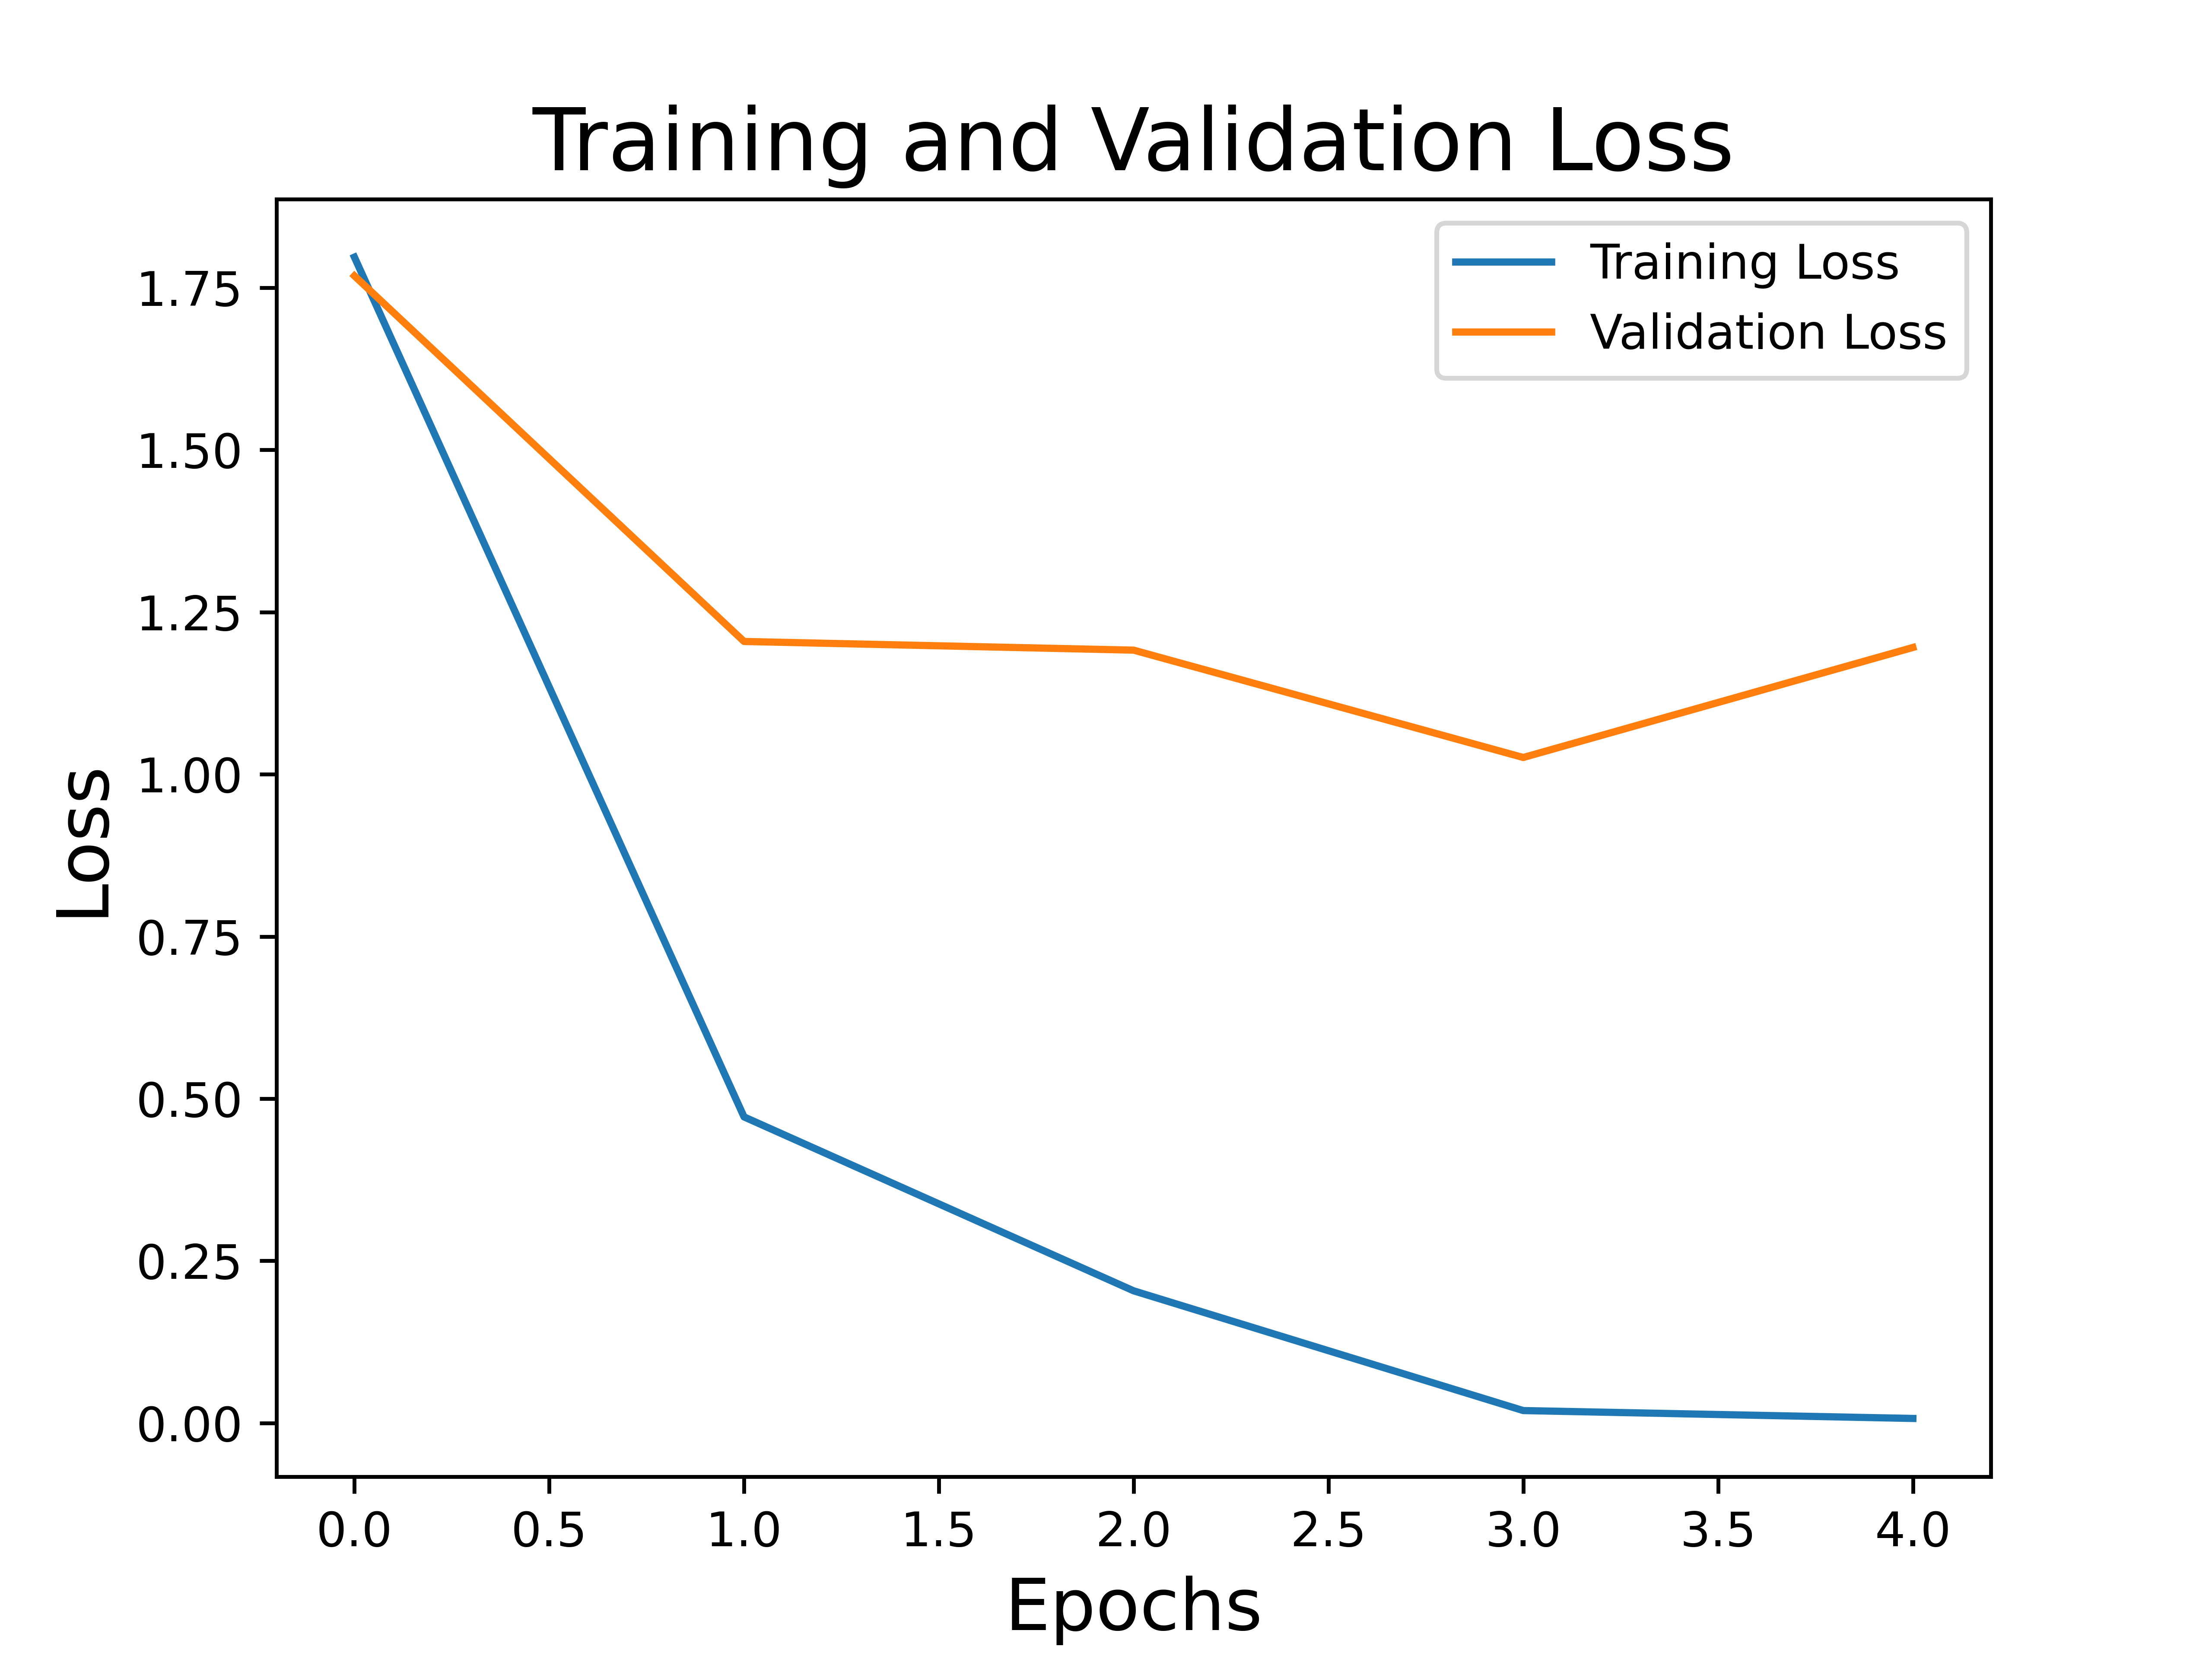 Training and Validation Loss
Training Loss
Validation Loss
1.75
1.50
1.25
1.00
0.75
0.50
0.25
0.00
Loss
0.0 0.5 1.0 1.5 2.0 2.5 3.0 3.5 4.0
Epochs